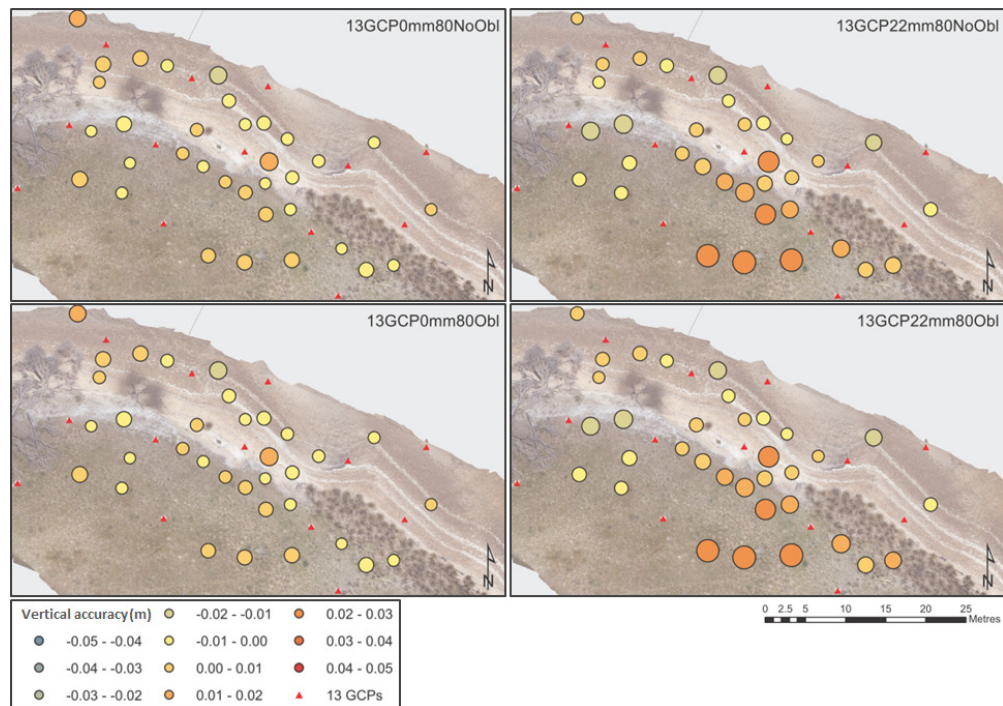 13GCP0mm80NoObl
13GCP22mm80NoObl
N
N
13GCP0mm80Obl
13GCP22mm80Obl
N
N
Vertical accuracy(m)
-0.05 - -0.04
-0.04 - -0.03
-0.03 - -0.02
-0.02 - -0.01
-0.01 - 0.00
0.00 - 0.01
0.01 - 0.02
0.02 - 0.03
0.03 - 0.04
0.04 - 0.05
13 GCPs
0 2.5 5 10 15 20 25
Metres